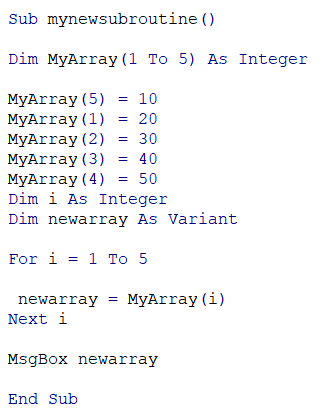 Sub mynewsubroutine()
Dim MyArray(1 To 5) As Integer
MyArray(5) = 10
MyArray(1) = 20
MyArray(2) = 30
MyArray(3) = 40
MyArray(4) = 50
Dim i As Integer
Dim newarray As Variant
For i = 1 To 5
newarray = MyArray(i)
Next i
MsgBox newarray
End Sub